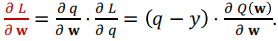 ∂L/∂w = ∂q/∂w · ∂L/∂q = (q − y) · ∂Q(w)/∂w.